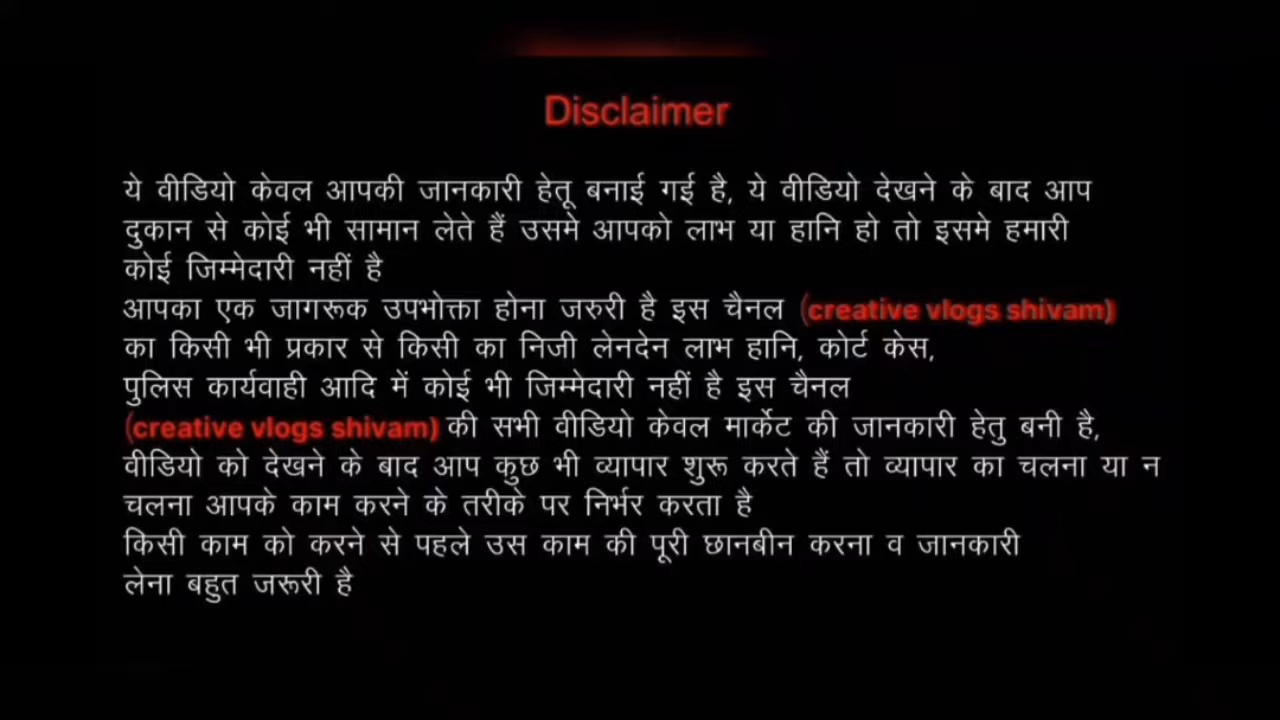 Disclaimer
ये वीडियो केवल आपकी जानकारी हेतू बनाई गई है, ये वीडियो देखने के बाद आप
दुकान से कोई भी सामान लेते हैं उसमे आपको लाभ या हानि हो तो इसमे हमारी
कोई जिम्मेदारी नहीं है
आपका एक जागरूक उपभोक्ता होना जरुरी है इस चैनल (creative vlogs shivam)
का किसी भी प्रकार से किसी का निजी लेनदेन लाभ हानि, कोर्ट केस,
पुलिस कार्यवाही आदि में कोई भी जिम्मेदारी नहीं है इस चैनल
(creative vlogs shivam) की सभी वीडियो केवल मार्केट की जानकारी हेतु बनी है,
वीडियो को देखने के बाद आप कुछ भी व्यापार शुरू करते हैं तो व्यापार का चलना या न
चलना आपके काम करने के तरीके पर निर्भर करता है
किसी काम को करने से पहले उस काम की पूरी छानबीन करना व जानकारी
लेना बहुत जरूरी है